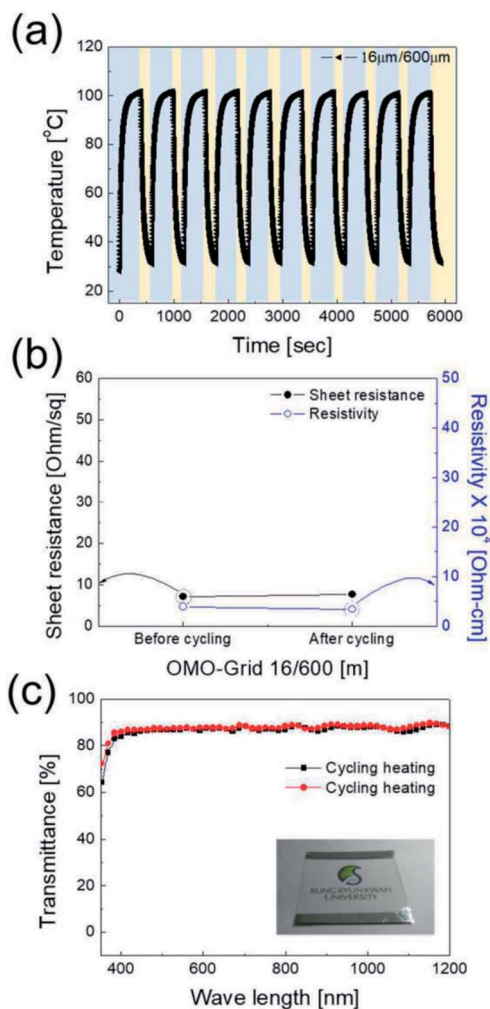 (a)
120
100
80
60
40
20
Temperature [°C]
16μm/600μm
0 1000 2000 3000 4000 5000 6000
Time [sec]
(b)
60
50
40
30
20
10
0
Sheet resistance [Ohm/sq]
Sheet resistance
Resistivity
50
40
30
20
10
0
Resistivity X 10⁴ [Ohm-cm]
Before cycling After cycling
OMO-Grid 16/600 [m]
(c)
100
80
60
40
20
0
Transmittance [%]
Cycling heating
Cycling heating
SUNG KYUN KWAN
UNIVERSITY
400 600 800 1000 1200
Wave length [nm]